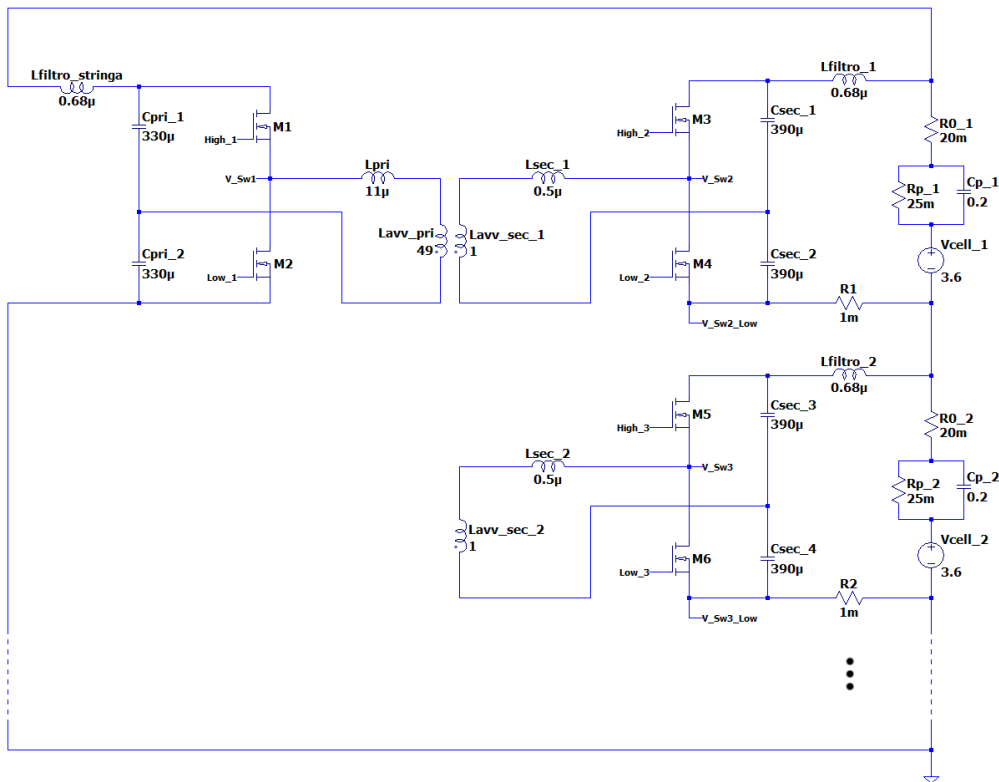 Lfiltro_stringa
0.68µ
Cpri_1
330µ
High_1
M1
V_Sw1
Lpri
11µ
Cpri_2
330µ
Low_1
M2
Lavv_pri
49
Lavv_sec_1
1
Lsec_1
0.5µ
High_2
M3
V_Sw2
Csec_1
390µ
Lfiltro_1
0.68µ
Low_2
M4
Csec_2
390µ
V_Sw2_Low
R1
1m
R0_1
20m
Rp_1
25m
Cp_1
0.2
Vcell_1
3.6
Lfiltro_2
0.68µ
High_3
M5
Csec_3
390µ
Lsec_2
0.5µ
V_Sw3
Lavv_sec_2
1
Low_3
M6
Csec_4
390µ
V_Sw3_Low
R2
1m
R0_2
20m
Rp_2
25m
Cp_2
0.2
Vcell_2
3.6